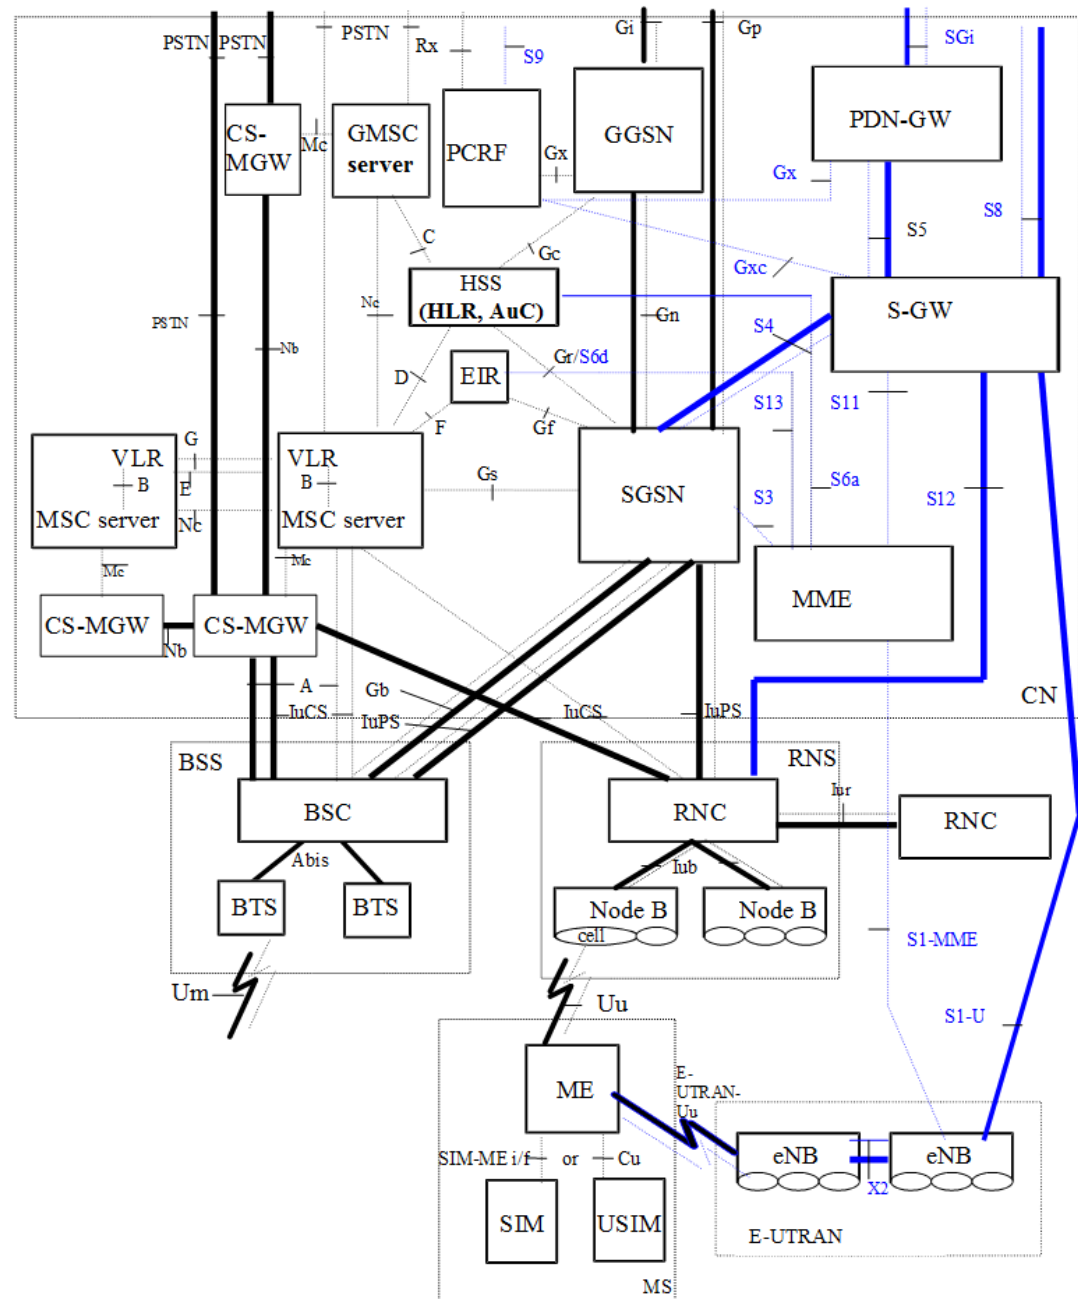 Gi
Gp
SGi
PSTN
PSTN
PSTN
Rx
S9
CS-
MGW
Mc
GMSC
server
PCRF
Gx
GGSN
PDN-GW
Gx
S8
C
Gc
S5
Gxc
HSS
(HLR, AuC)
S-GW
PSTN
Nc
Gn
S4
Nb
Gr/S6d
D
EIR
S13
S11
F
Gf
G
VLR
B
E
MSC server
Nc
VLR
B
MSC server
Gs
SGSN
S6a
S3
S12
Mc
Mc
MME
CS-MGW
CS-MGW
Nb
A
Gb
IuCS
IuPS
IuCS
IuPS
CN
BSS
RNS
BSC
RNC
Iur
RNC
Abis
Iub
BTS
BTS
Node B
cell
Node B
S1-MME
Um
Uu
S1-U
ME
E-
UTRAN-
Uu
eNB
eNB
X2
SIM-ME i/f
or
Cu
SIM
USIM
E-UTRAN
MS